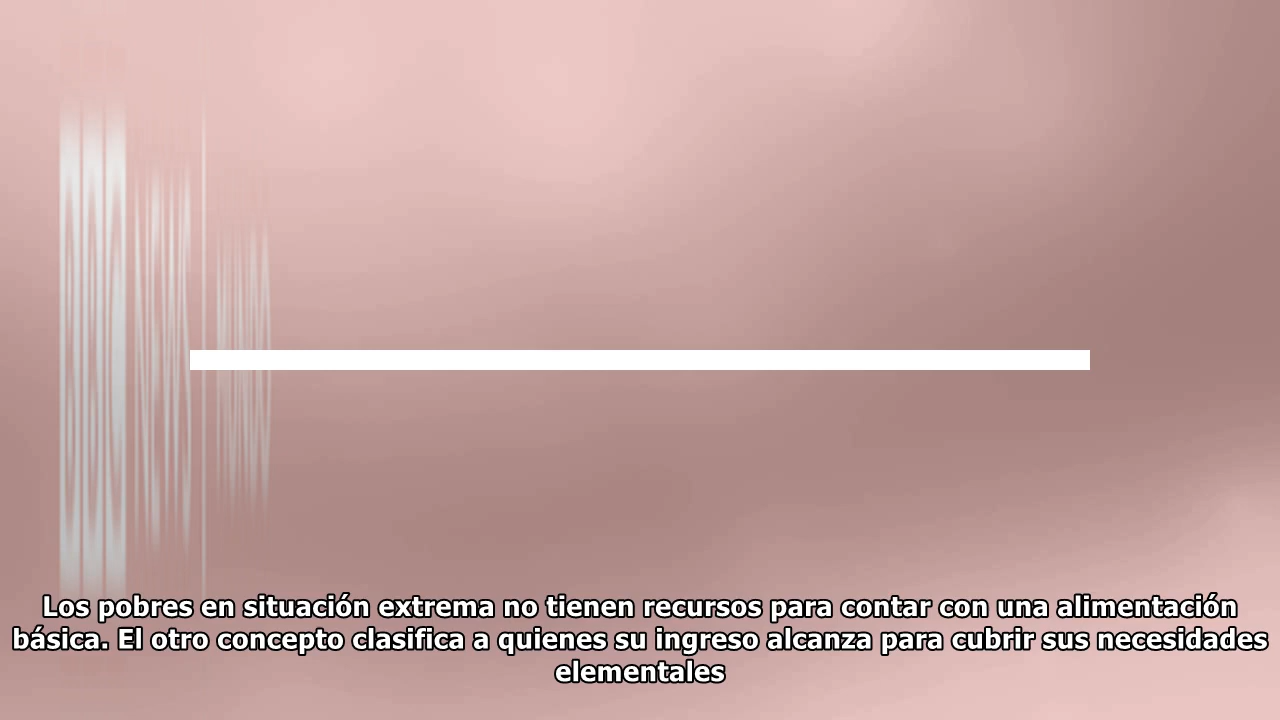 Los pobres en situación extrema no tienen recursos para contar con una alimentación
básica. El otro concepto clasifica a quienes su ingreso alcanza para cubrir sus necesidades
elementales